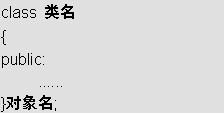 class 类名
{
public:
......
}对象名;